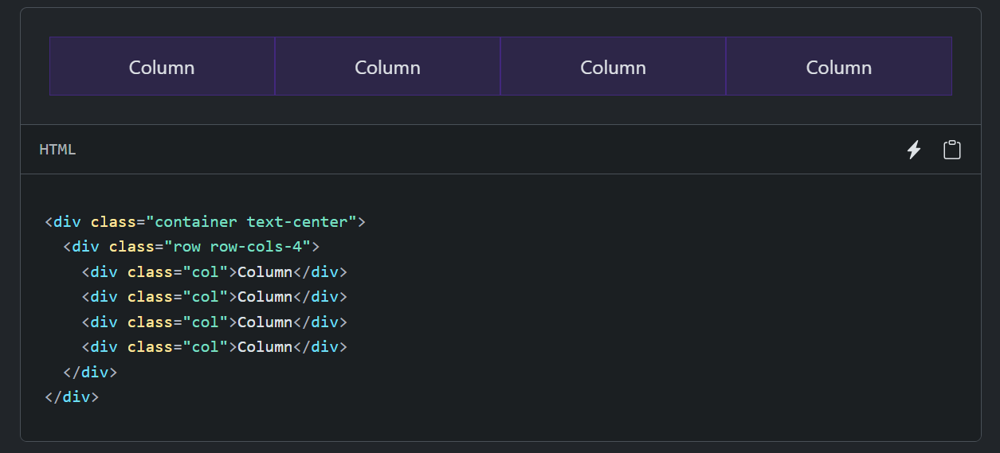 Column Column Column Column
HTML
<div class="container text-center">
  <div class="row row-cols-4">
    <div class="col">Column</div>
    <div class="col">Column</div>
    <div class="col">Column</div>
    <div class="col">Column</div>
  </div>
</div>